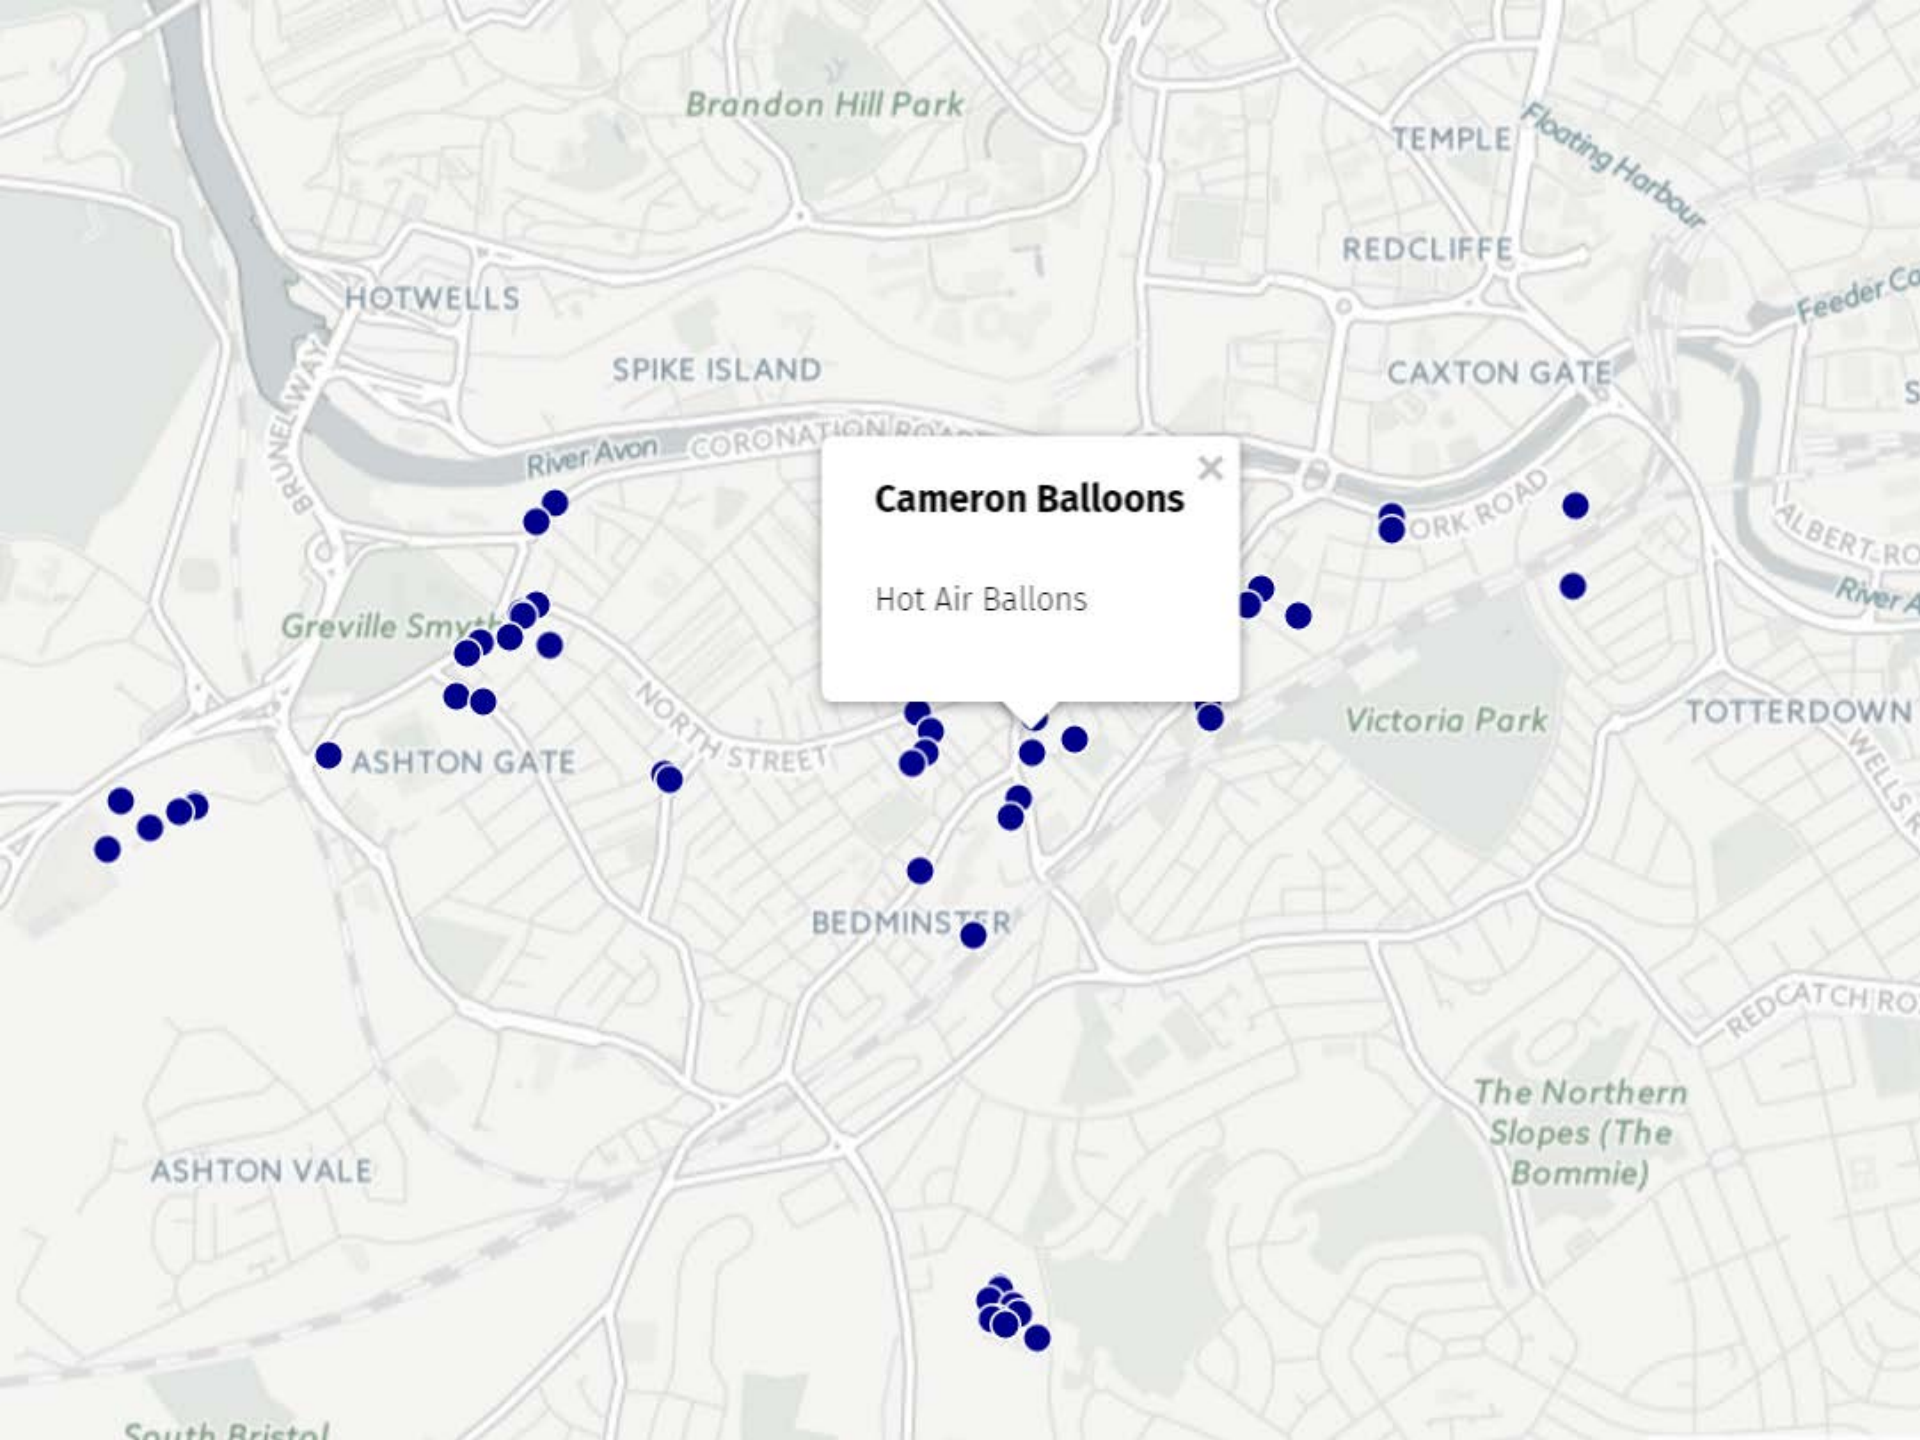 Brandon Hill Park
TEMPLE
Floating Harbour
REDCLIFFE
Feeder Ca
HOTWELLS
SPIKE ISLAND
CAXTON GATE
S
BRUNEL WAY
River Avon
CORONATION ROAD
Cameron Balloons
Hot Air Ballons
ORK ROAD
ALBERT RO
River A
Greville Smyth
NORTH STREET
Victoria Park
TOTTERDOWN
WELLS R
ASHTON GATE
BEDMINSTER
REDCATCH RO
The Northern
Slopes (The
Bommie)
ASHTON VALE
South Bristol